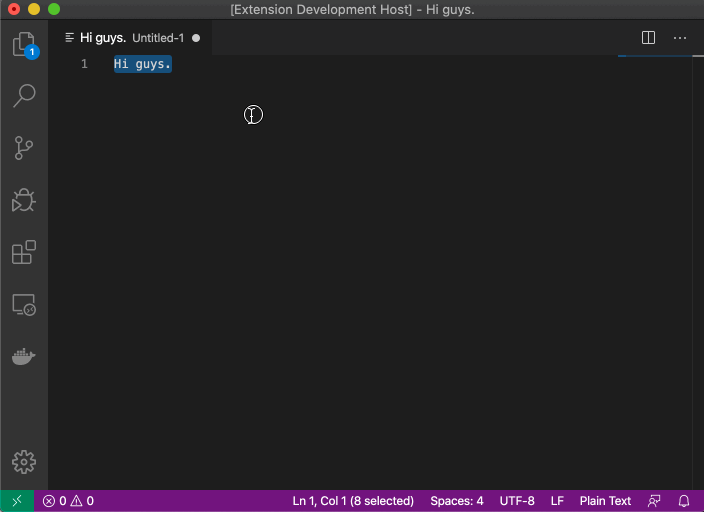 [Extension Development Host] - Hi guys.
Hi guys. Untitled-1
1
1 Hi guys.
0 0 Ln 1, Col 1 (8 selected) Spaces: 4 UTF-8 LF Plain Text